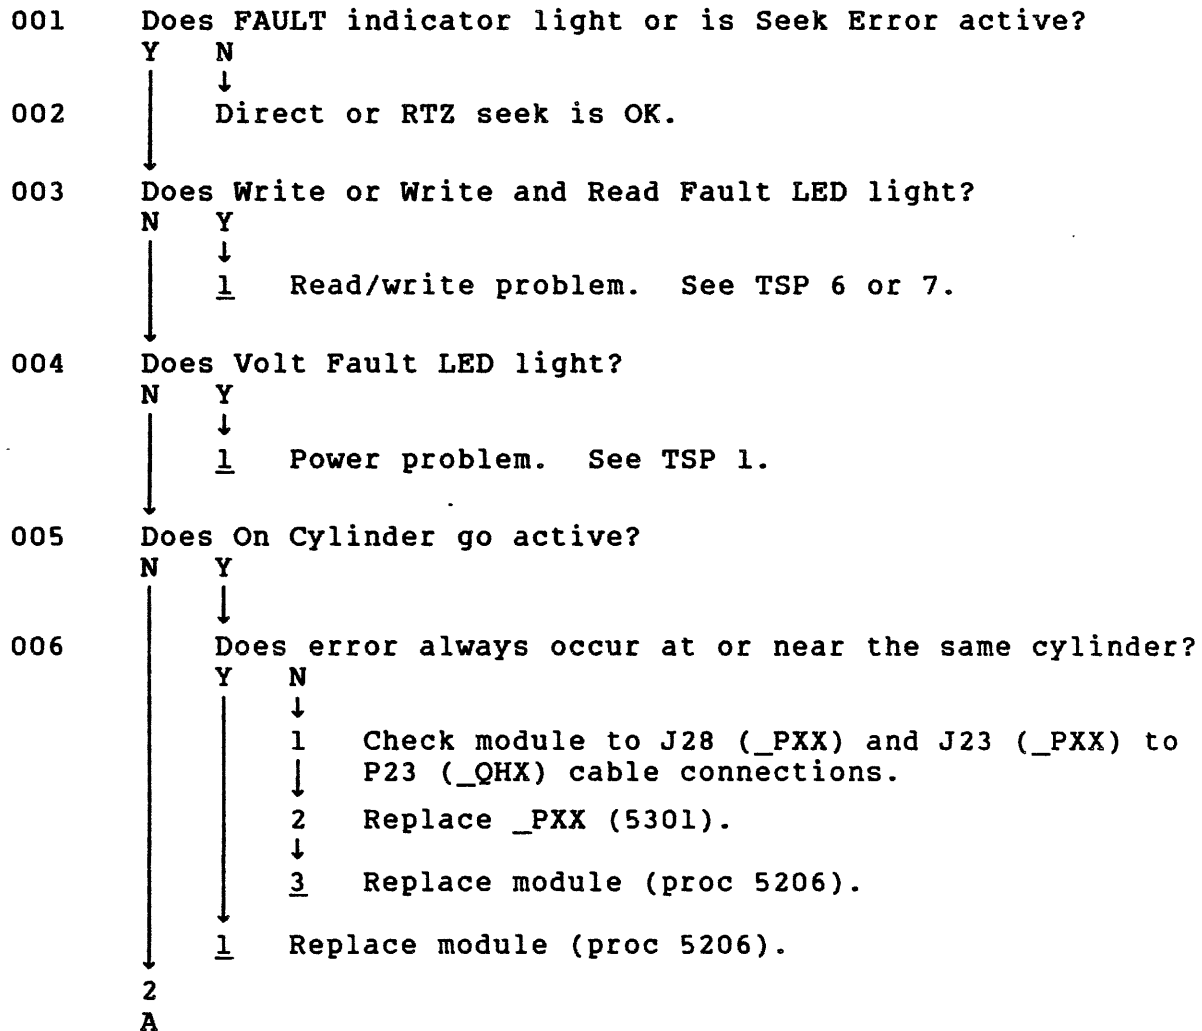 001 Does FAULT indicator light or is Seek Error active?
Y N
002 Direct or RTZ seek is OK.
003 Does Write or Write and Read Fault LED light?
N Y
1 Read/write problem. See TSP 6 or 7.
004 Does Volt Fault LED light?
N Y
1 Power problem. See TSP 1.
005 Does On Cylinder go active?
N Y
006 Does error always occur at or near the same cylinder?
Y N
1 Check module to J28 (_PXX) and J23 (_PXX) to
P23 (_QHX) cable connections.
2 Replace _PXX (5301).
3 Replace module (proc 5206).
1 Replace module (proc 5206).
2
A